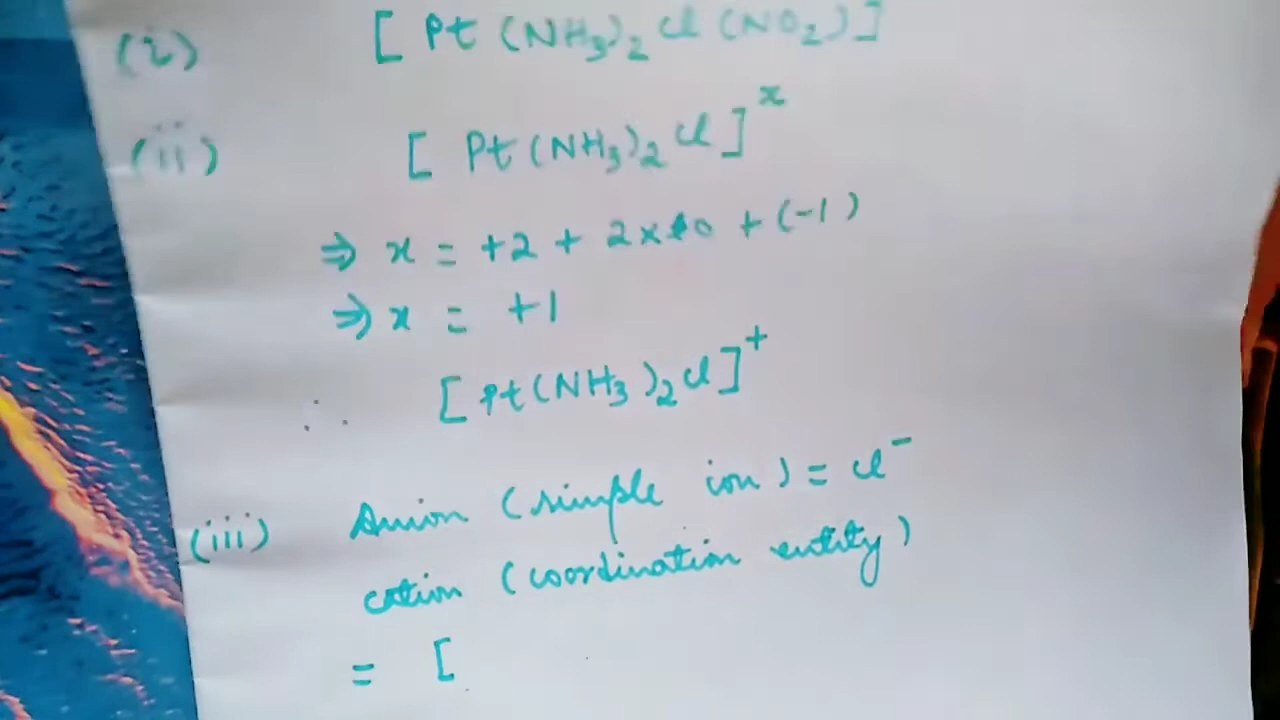 (i) [Pt(NH₃)₂Cl(NO₂)]
(ii) [Pt(NH₃)₂Cl]ˣ
⇒ x = +2 + 2×0 + (-1)
⇒ x = +1
∴ [Pt(NH₃)₂Cl]⁺
(iii) Anion (simple ion) = Cl⁻
cation (coordination entity)
= [